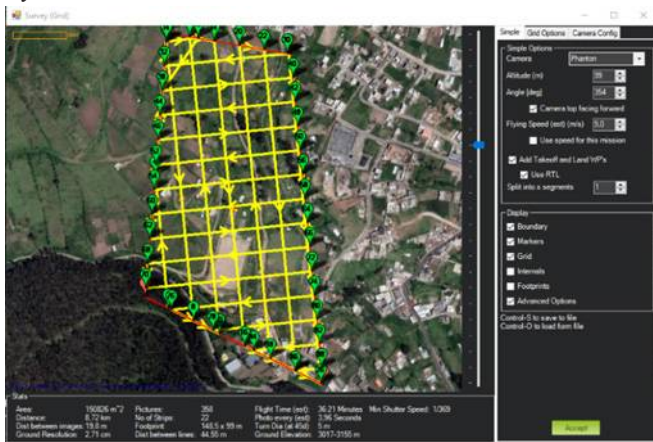 Survey (Grid)
Simple Grid Options Camera Config
Simple Options
Camera Phanton
Altitude (m) 99
Angle [deg] 354
Camera top facing forward
Flying Speed (est) (m/s) 5.0
Use speed for this mission
Add Takeoff and Land WP's
Use RTL
Split into x segments 1
Display
Boundary
Markers
Grid
Internals
Footprints
Advanced Options
Control-S to save to file
Control-O to load form file
Accept
Stats
Area: 150826 m^2 Pictures: 358 Flight Time (est): 36.21 Minutes Min Shutter Speed: 1/369
Distance: 8.72 km No of Strips: 22 Photo every (est): 3.96 Seconds
Dist between images: 19.8 m Footprint: 148.5 x 99 m Turn Dia (at 45d): 5 m
Ground Resolution: 2.71 cm Dist between lines: 44.55 m Ground Elevation: 3017-3155 m